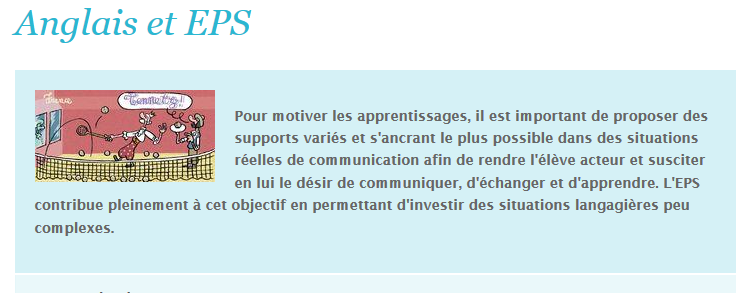 Anglais et EPS
France
Pour motiver les apprentissages, il est important de proposer des
supports variés et s'ancrant le plus possible dans des situations
réelles de communication afin de rendre l'élève acteur et susciter
en lui le désir de communiquer, d'échanger et d'apprendre. L'EPS
contribue pleinement à cet objectif en permettant d'investir des situations langagières peu
complexes.